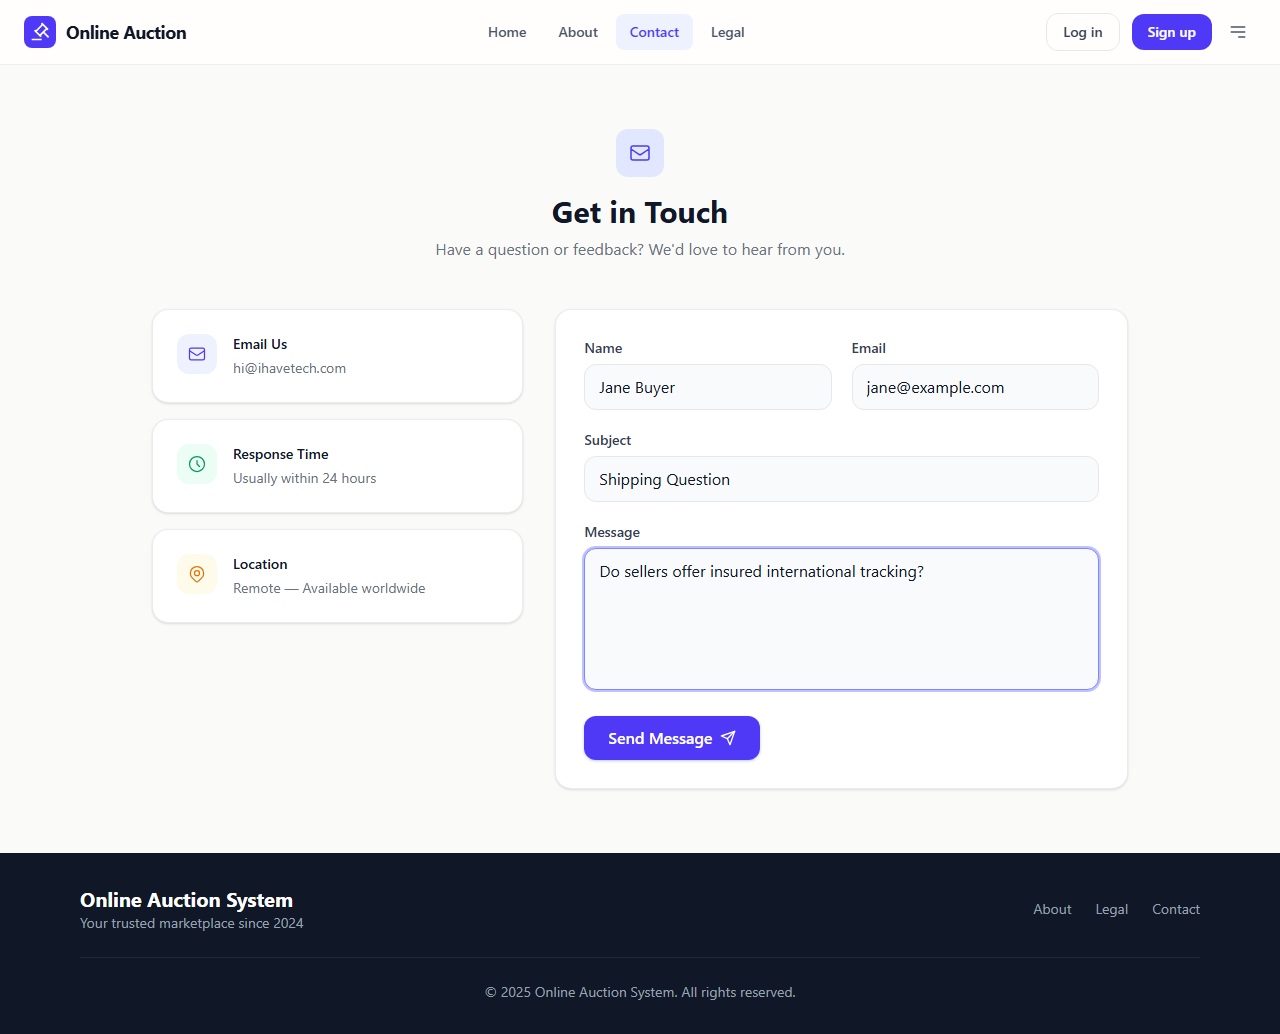 Online Auction
Home
About
Contact
Legal
Log in
Sign up
Get in Touch
Have a question or feedback? We'd love to hear from you.
Email Us
hi@ihavetech.com
Response Time
Usually within 24 hours
Location
Remote — Available worldwide
Name
Email
Jane Buyer
jane@example.com
Subject
Shipping Question
Message
Do sellers offer insured international tracking?
Send Message
Online Auction System
Your trusted marketplace since 2024
About
Legal
Contact
© 2025 Online Auction System. All rights reserved.